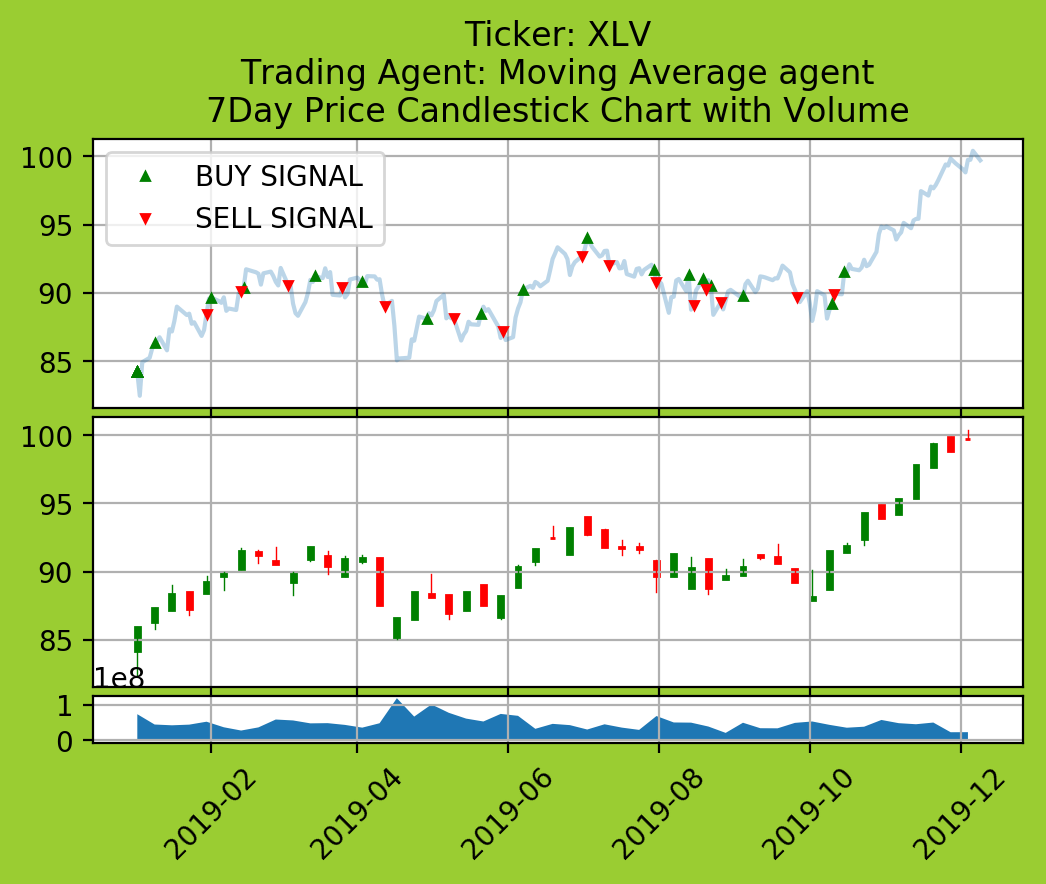 Ticker: XLV
Trading Agent: Moving Average agent
7Day Price Candlestick Chart with Volume
BUY SIGNAL
SELL SIGNAL
100
95
90
85
100
95
90
85
1e8
1
0
2019-02
2019-04
2019-06
2019-08
2019-10
2019-12